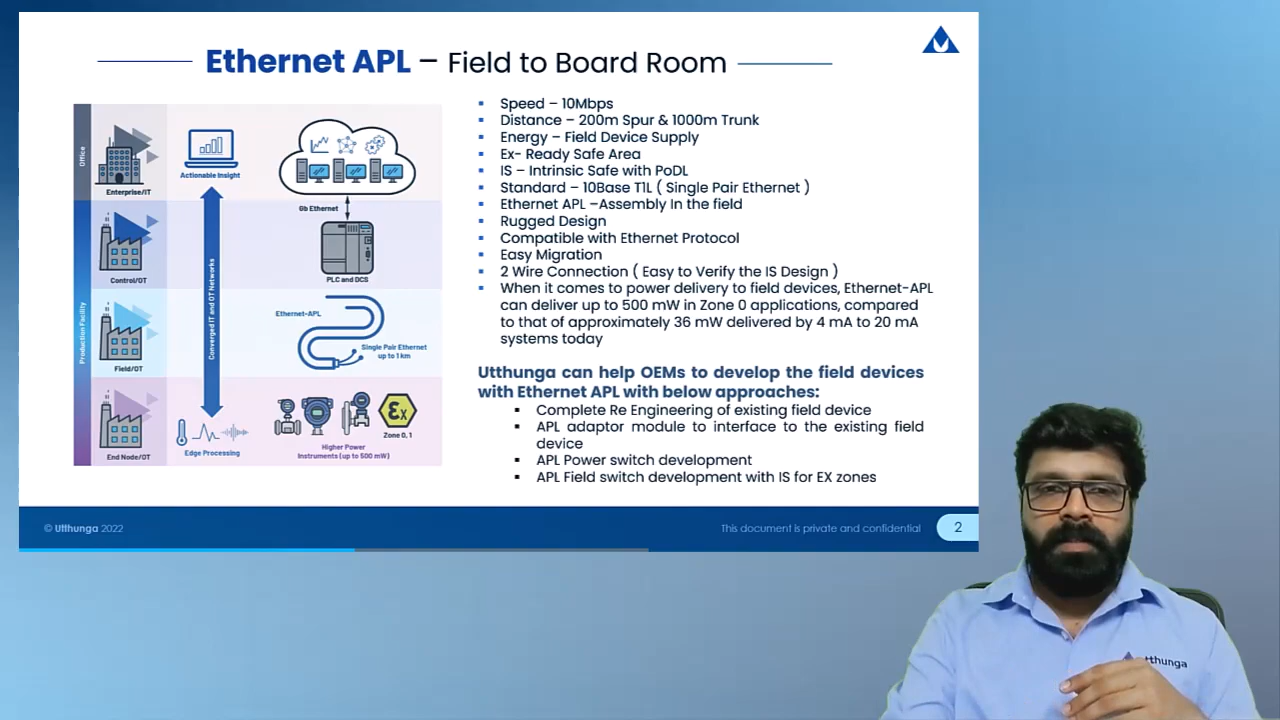 Ethernet APL – Field to Board Room
Office
Enterprise/IT
Actionable Insight
Gb Ethernet
Production Facility
Control/OT
PLC and DCS
Converged IT and OT Networks
Ethernet-APL
Single Pair Ethernet
up to 1 km
Field/OT
End Node/OT
Edge Processing
Higher Power
Instruments (up to 500 mW)
Ex
Zone 0, 1
Speed – 10Mbps
Distance – 200m Spur & 1000m Trunk
Energy – Field Device Supply
Ex- Ready Safe Area
IS – Intrinsic Safe with PoDL
Standard – 10Base T1L ( Single Pair Ethernet )
Ethernet APL –Assembly In the field
Rugged Design
Compatible with Ethernet Protocol
Easy Migration
2 Wire Connection ( Easy to Verify the IS Design )
When it comes to power delivery to field devices, Ethernet-APL
can deliver up to 500 mW in Zone 0 applications, compared
to that of approximately 36 mW delivered by 4 mA to 20 mA
systems today
Utthunga can help OEMs to develop the field devices
with Ethernet APL with below approaches:
Complete Re Engineering of existing field device
APL adaptor module to interface to the existing field
device
APL Power switch development
APL Field switch development with IS for EX zones
© Utthunga 2022
This document is private and confidential
2
tthunga